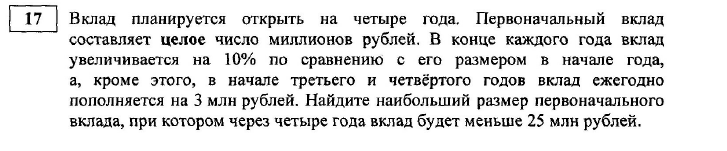 17 Вклад планируется открыть на четыре года. Первоначальный вклад
составляет целое число миллионов рублей. В конце каждого года вклад
увеличивается на 10% по сравнению с его размером в начале года,
а, кроме этого, в начале третьего и четвёртого годов вклад ежегодно
пополняется на 3 млн рублей. Найдите наибольший размер первоначального
вклада, при котором через четыре года вклад будет меньше 25 млн рублей.